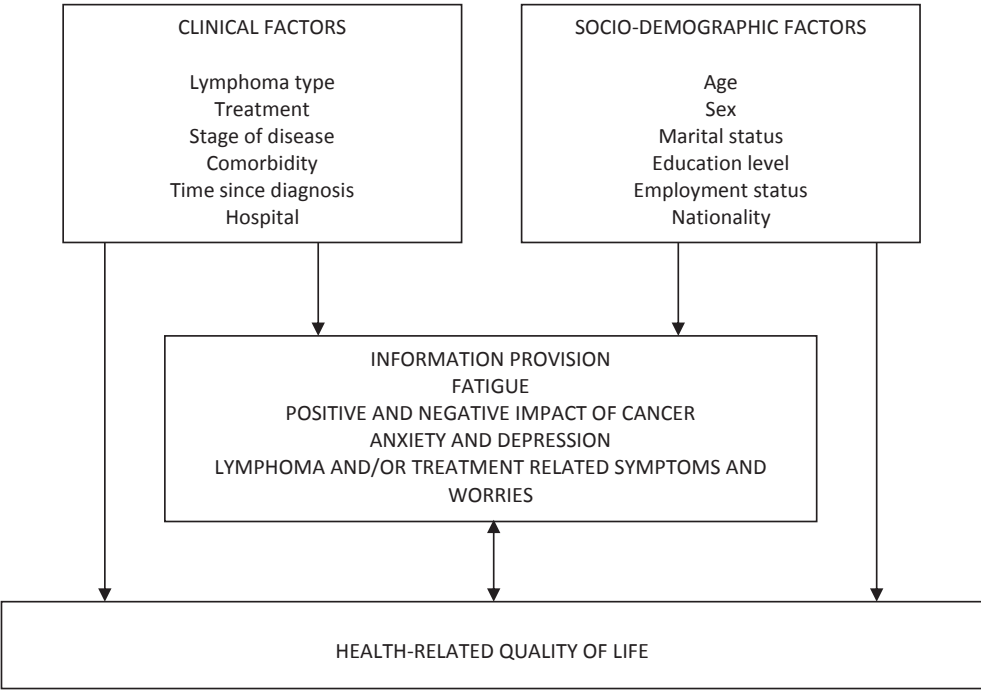 CLINICAL FACTORS
Lymphoma type
Treatment
Stage of disease
Comorbidity
Time since diagnosis
Hospital
SOCIO-DEMOGRAPHIC FACTORS
Age
Sex
Marital status
Education level
Employment status
Nationality
INFORMATION PROVISION
FATIGUE
POSITIVE AND NEGATIVE IMPACT OF CANCER
ANXIETY AND DEPRESSION
LYMPHOMA AND/OR TREATMENT RELATED SYMPTOMS AND
WORRIES
HEALTH-RELATED QUALITY OF LIFE